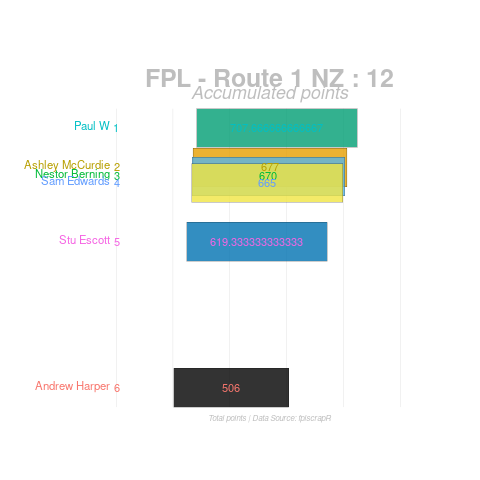 FPL - Route 1 NZ : 12
Accumulated points
Paul W 1
Ashley McCurdie 2
677
Nestor Berning 3
670
Sam Edwards 4
665
Stu Escott 5
619.333333333333
Andrew Harper 6
506
Total points | Data Source: fplscrapR